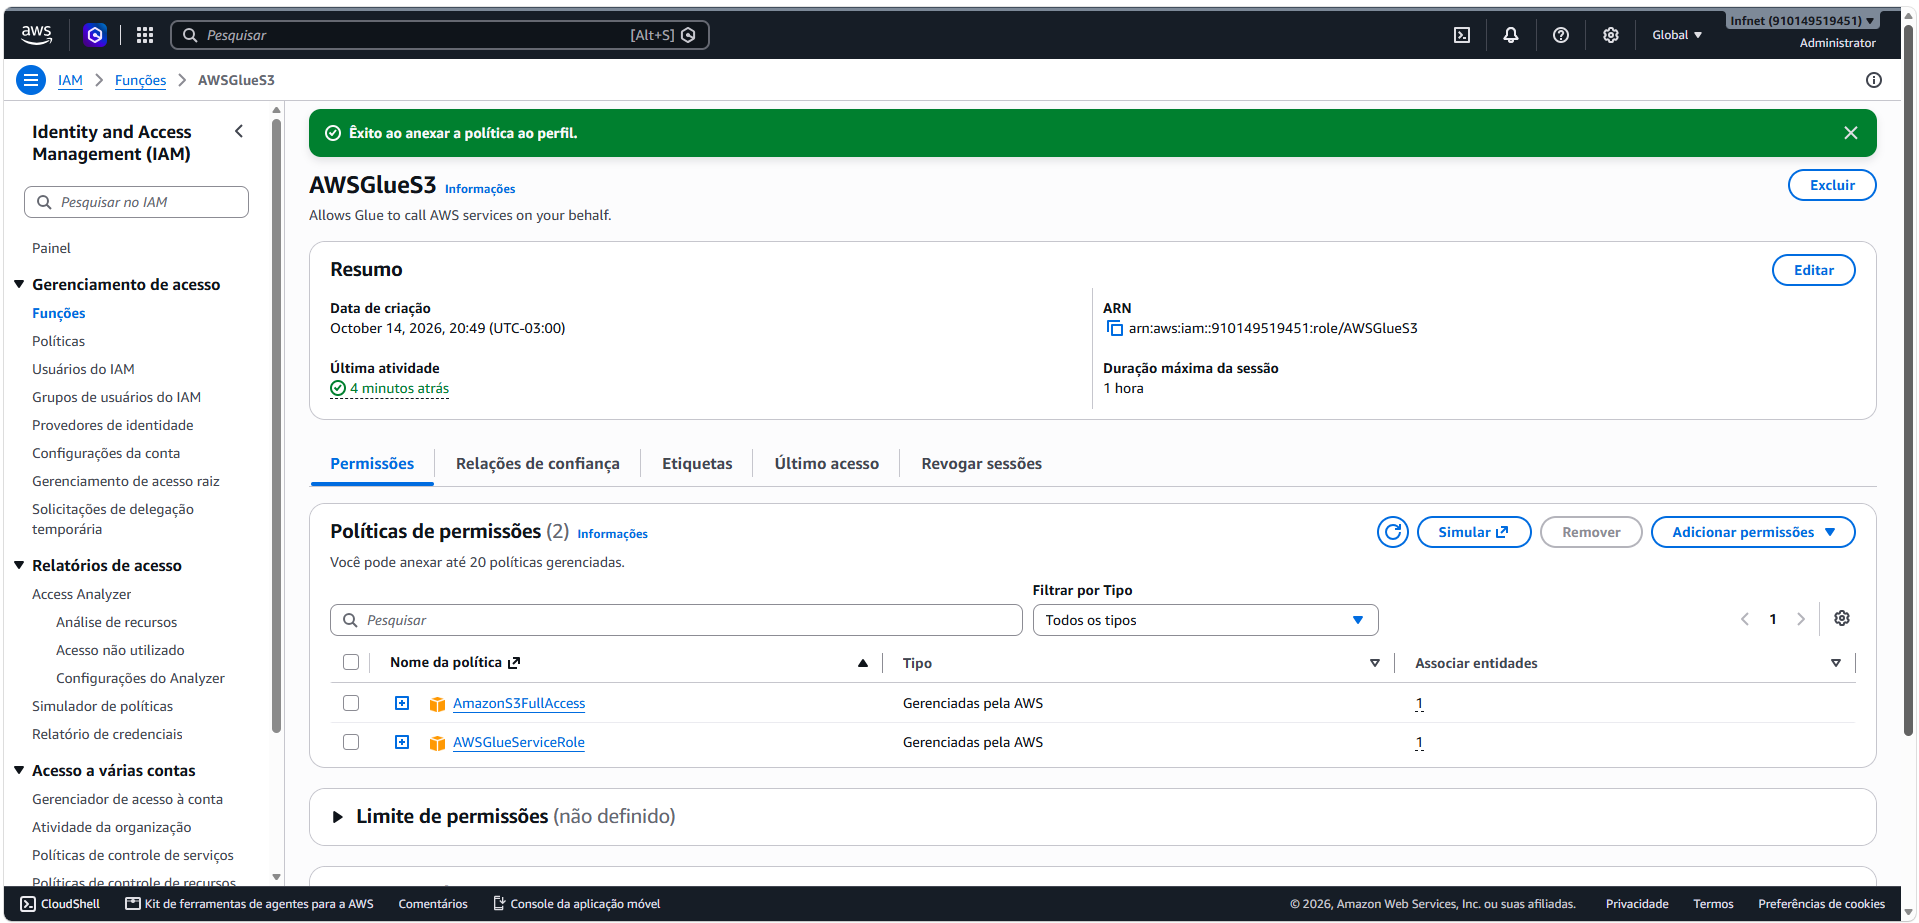 aws
Pesquisar [Alt+S]
Global
Infnet (910149519451)
Administrator
IAM > Funções > AWSGlueS3
Identity and Access
Management (IAM)
Pesquisar no IAM
Painel
Gerenciamento de acesso
Funções
Políticas
Usuários do IAM
Grupos de usuários do IAM
Provedores de identidade
Configurações da conta
Gerenciamento de acesso raiz
Solicitações de delegação
temporária
Relatórios de acesso
Access Analyzer
Análise de recursos
Acesso não utilizado
Configurações do Analyzer
Simulador de políticas
Relatório de credenciais
Acesso a várias contas
Gerenciador de acesso à conta
Atividade da organização
Políticas de controle de serviços
Políticas de controle de recursos
Êxito ao anexar a política ao perfil.
AWSGlueS3 Informações
Excluir
Allows Glue to call AWS services on your behalf.
Resumo
Editar
Data de criação
October 14, 2026, 20:49 (UTC-03:00)
Última atividade
4 minutos atrás
ARN
arn:aws:iam::910149519451:role/AWSGlueS3
Duração máxima da sessão
1 hora
Permissões
Relações de confiança
Etiquetas
Último acesso
Revogar sessões
Políticas de permissões (2) Informações
Simular
Remover
Adicionar permissões
Você pode anexar até 20 políticas gerenciadas.
Filtrar por Tipo
Pesquisar
Todos os tipos
1
Nome da política Tipo Associar entidades
AmazonS3FullAccess Gerenciadas pela AWS 1
AWSGlueServiceRole Gerenciadas pela AWS 1
Limite de permissões (não definido)
CloudShell
Kit de ferramentas de agentes para a AWS
Comentários
Console da aplicação móvel
© 2026, Amazon Web Services, Inc. ou suas afiliadas.
Privacidade
Termos
Preferências de cookies